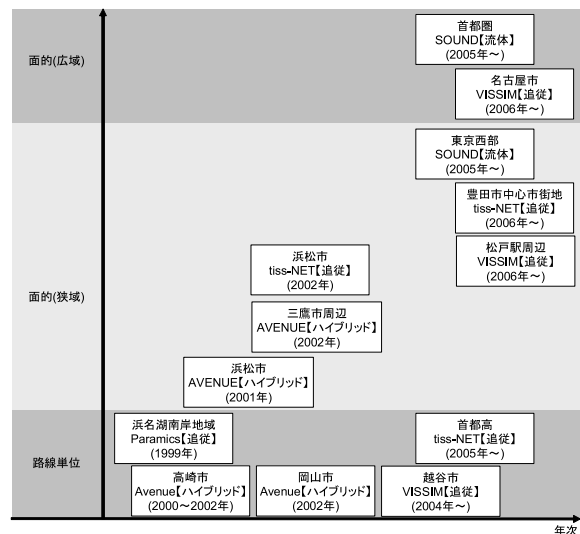 面的(広域)
首都圏
SOUND【流体】
(2005年～)
名古屋市
VISSIM【追従】
(2006年～)
面的(狭域)
東京西部
SOUND【流体】
(2005年～)
豊田市中心市街地
tiss-NET【追従】
(2006年～)
松戸駅周辺
VISSIM【追従】
(2006年～)
浜松市
tiss-NET【追従】
(2002年)
三鷹市周辺
AVENUE【ハイブリッド】
(2002年)
浜松市
AVENUE【ハイブリッド】
(2001年)
路線単位
浜名湖南岸地域
Paramics【追従】
(1999年)
首都高
tiss-NET【追従】
(2005年～)
高崎市
Avenue【ハイブリッド】
(2000～2002年)
岡山市
Avenue【ハイブリッド】
(2002年)
越谷市
VISSIM【追従】
(2004年～)
年次